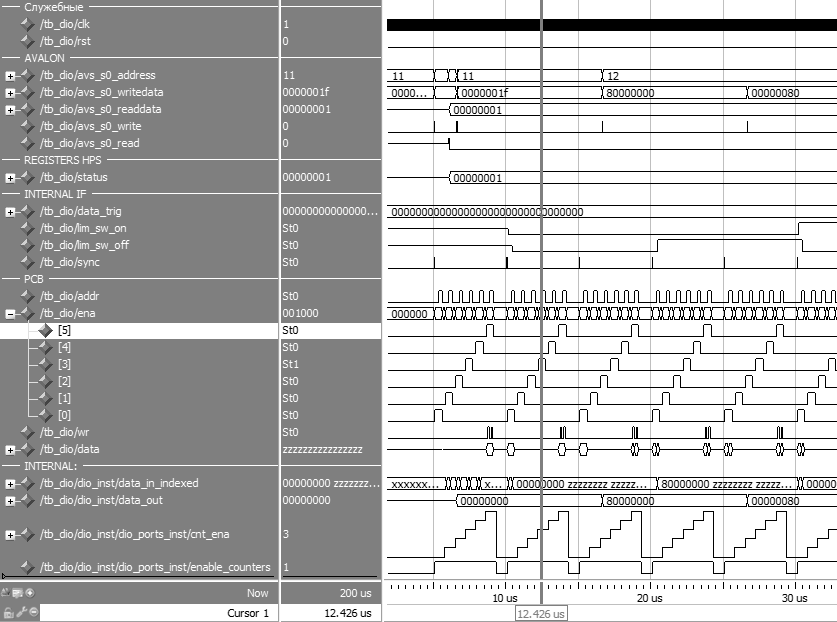 Служебные
/tb_dio/clk 1
/tb_dio/rst 0
AVALON
/tb_dio/avs_s0_address 11 11 11 12
/tb_dio/avs_s0_writedata 0000001f 0000... 0000001f 80000000 00000080
/tb_dio/avs_s0_readdata 00000001 00000001
/tb_dio/avs_s0_write 0
/tb_dio/avs_s0_read 0
REGISTERS HPS
/tb_dio/status 00000001 00000001
INTERNAL IF
/tb_dio/data_trig 00000000000000... 00000000000000000000000000000000
/tb_dio/lim_sw_on St0
/tb_dio/lim_sw_off St0
/tb_dio/sync St0
PCB
/tb_dio/addr St0
/tb_dio/ena 001000 000000
[5] St0
[4] St0
[3] St1
[2] St0
[1] St0
[0] St0
/tb_dio/wr St0
/tb_dio/data zzzzzzzzzzzzzzzz
INTERNAL:
/tb_dio/dio_inst/data_in_indexed 00000000 zzzzzzz... xxxxxx... x... 00000000 zzzzzzzz zzzzz... 80000000 zzzzzzzz zzzzz... 00000
/tb_dio/dio_inst/data_out 00000000 00000000 80000000 00000080
/tb_dio/dio_inst/dio_ports_inst/cnt_ena 3
/tb_dio/dio_inst/dio_ports_inst/enable_counters 1
Now 200 us 10 us 20 us 30 us
Cursor 1 12.426 us 12.426 us